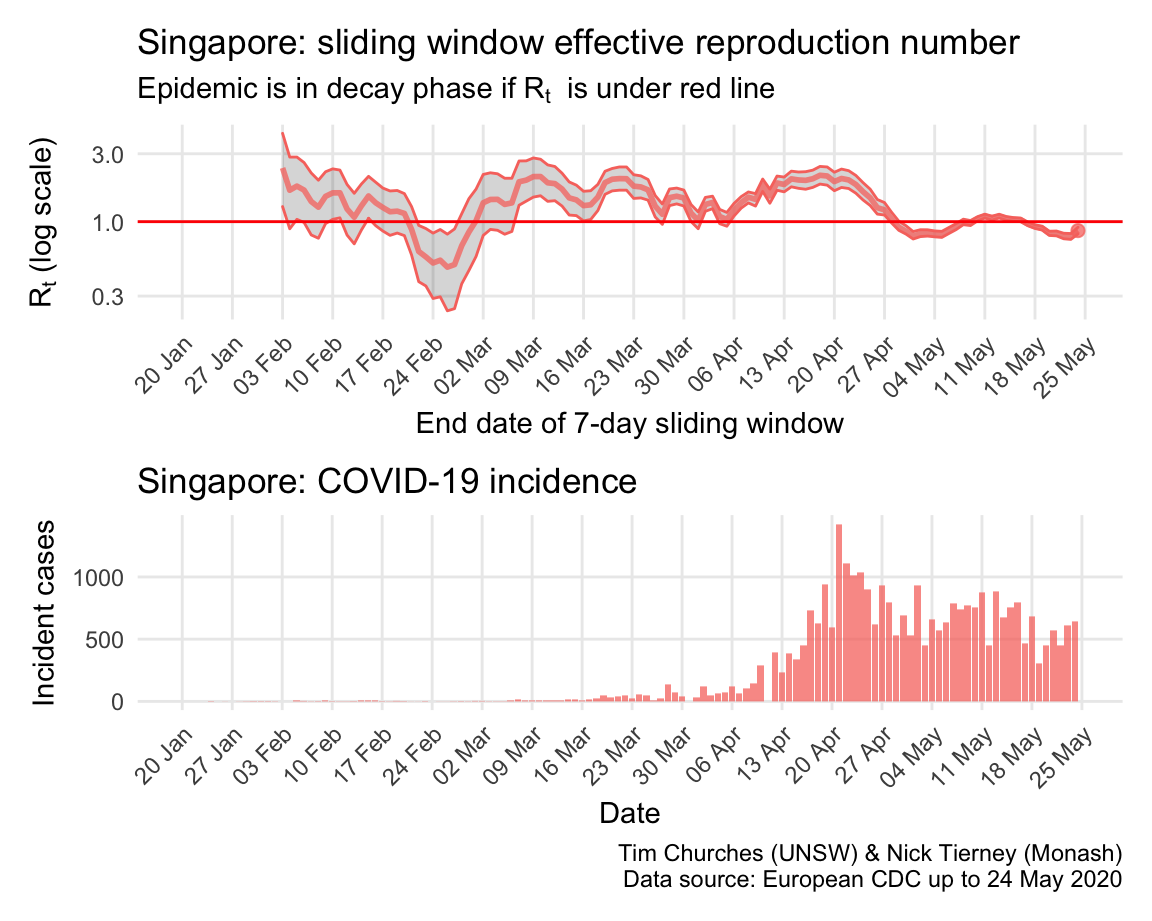 Singapore: sliding window effective reproduction number
Epidemic is in decay phase if Rt is under red line
Rt (log scale)
3.0
1.0
0.3
20 Jan
27 Jan
03 Feb
10 Feb
17 Feb
24 Feb
02 Mar
09 Mar
16 Mar
23 Mar
30 Mar
06 Apr
13 Apr
20 Apr
27 Apr
04 May
11 May
18 May
25 May
End date of 7-day sliding window
Singapore: COVID-19 incidence
Incident cases
1000
500
0
20 Jan
27 Jan
03 Feb
10 Feb
17 Feb
24 Feb
02 Mar
09 Mar
16 Mar
23 Mar
30 Mar
06 Apr
13 Apr
20 Apr
27 Apr
04 May
11 May
18 May
25 May
Date
Tim Churches (UNSW) & Nick Tierney (Monash)
Data source: European CDC up to 24 May 2020